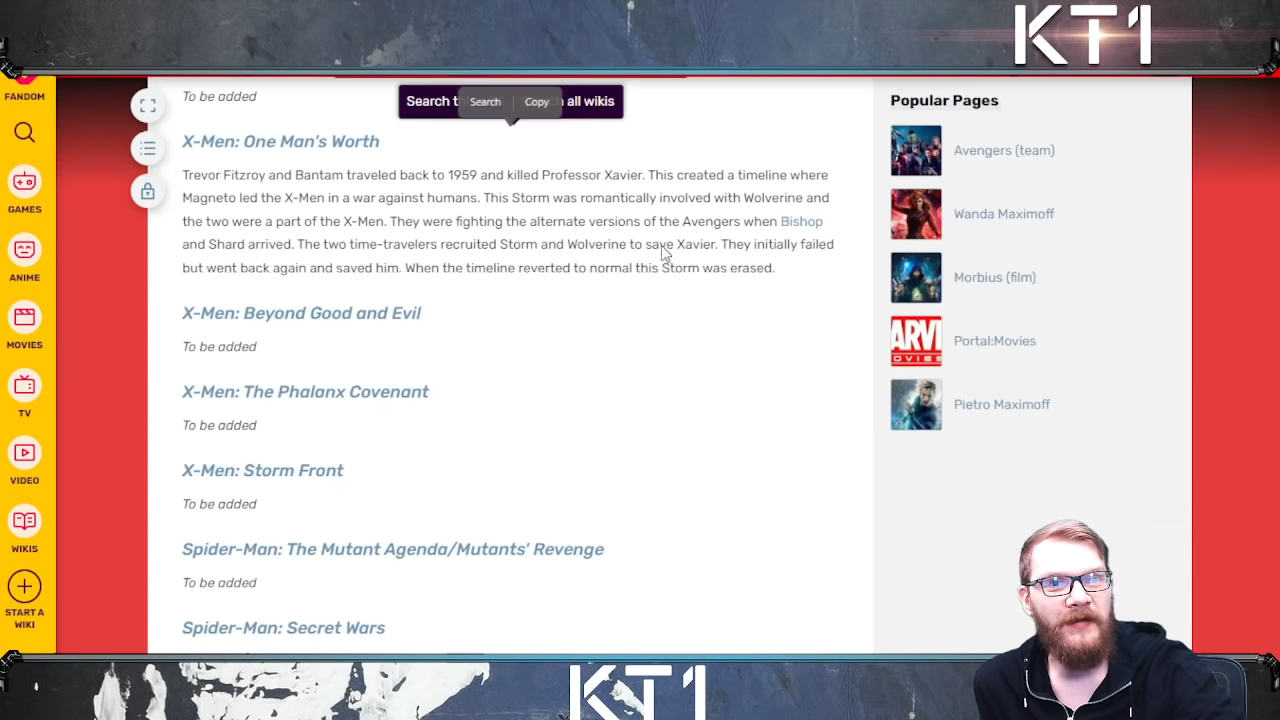 KT1
FANDOM
GAMES
ANIME
MOVIES
TV
VIDEO
WIKIS
START A
WIKI
To be added
Search
Search
Copy
all wikis
X-Men: One Man's Worth
Trevor Fitzroy and Bantam traveled back to 1959 and killed Professor Xavier. This created a timeline where
Magneto led the X-Men in a war against humans. This Storm was romantically involved with Wolverine and
the two were a part of the X-Men. They were fighting the alternate versions of the Avengers when Bishop
and Shard arrived. The two time-travelers recruited Storm and Wolverine to save Xavier. They initially failed
but went back again and saved him. When the timeline reverted to normal this Storm was erased.
X-Men: Beyond Good and Evil
To be added
X-Men: The Phalanx Covenant
To be added
X-Men: Storm Front
To be added
Spider-Man: The Mutant Agenda/Mutants' Revenge
To be added
Spider-Man: Secret Wars
Popular Pages
Avengers (team)
Wanda Maximoff
Morbius (film)
Portal:Movies
Pietro Maximoff
KT1